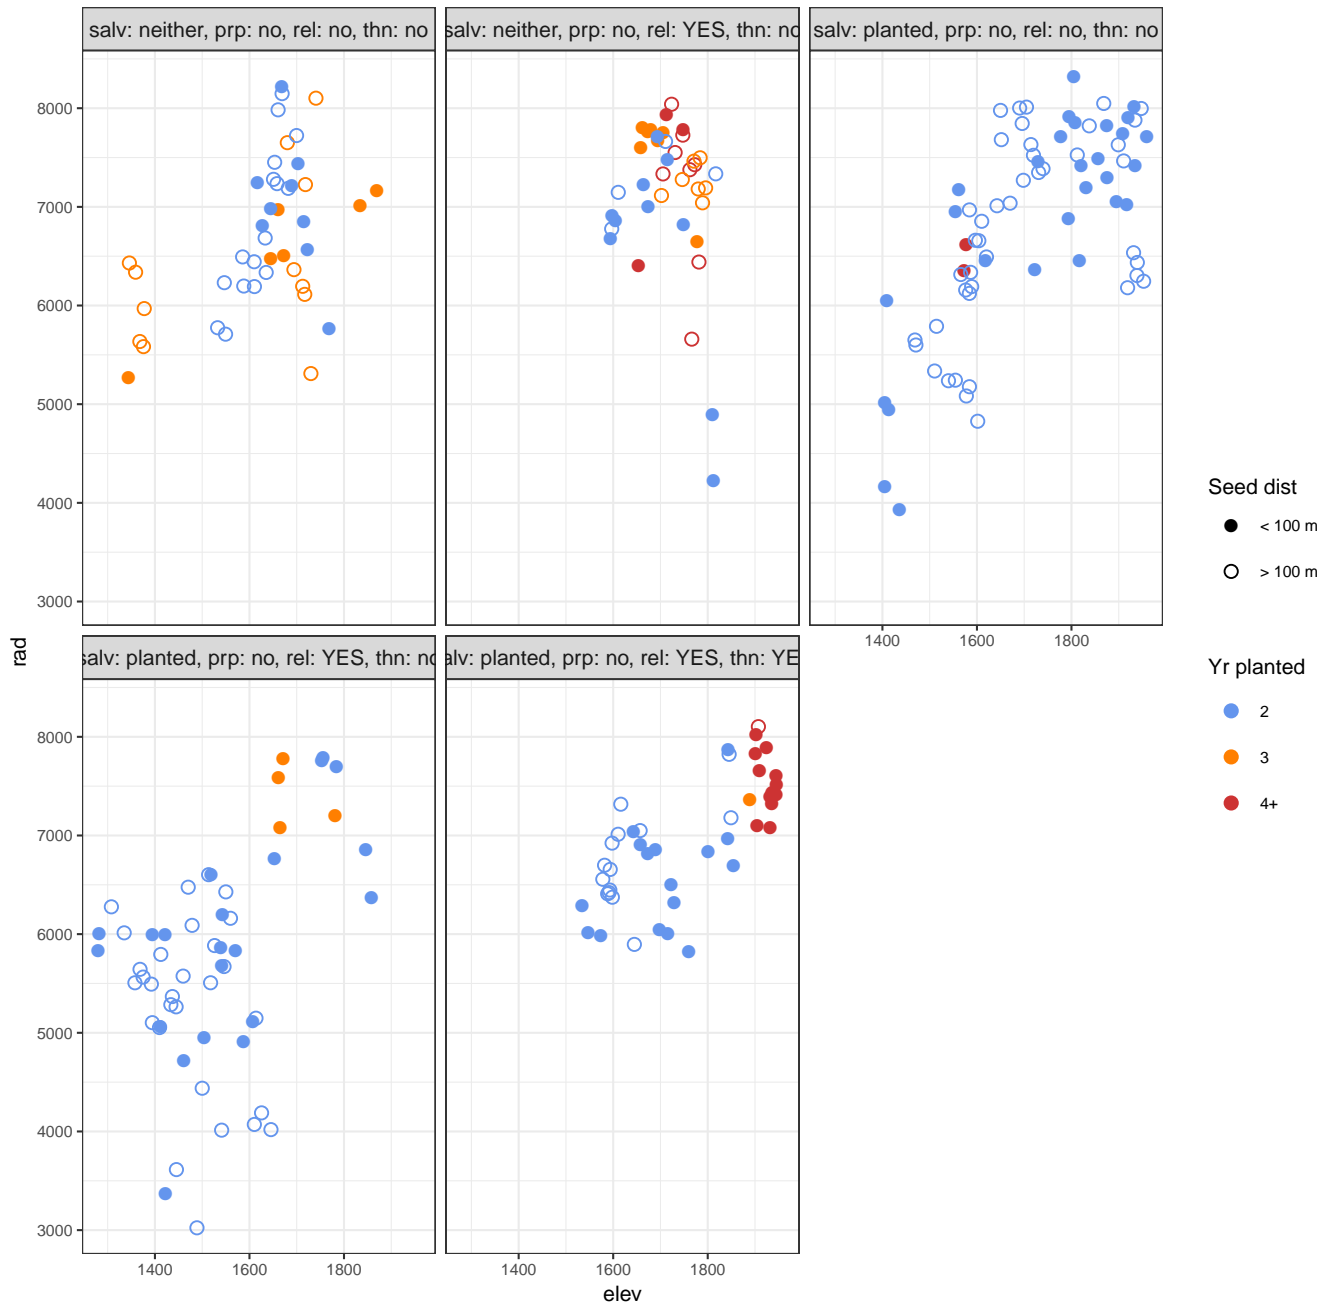 salv: neither, prp: no, rel: no, thn: no
salv: neither, prp: no, rel: YES, thn: no
salv: planted, prp: no, rel: no, thn: no
8000
7000
6000
5000
4000
3000
1400 1600 1800
salv: planted, prp: no, rel: YES, thn: no
alv: planted, prp: no, rel: YES, thn: YE
8000
7000
6000
5000
4000
3000
1400 1600 1800
1400 1600 1800
elev
rad
Seed dist
< 100 m
> 100 m
Yr planted
2
3
4+